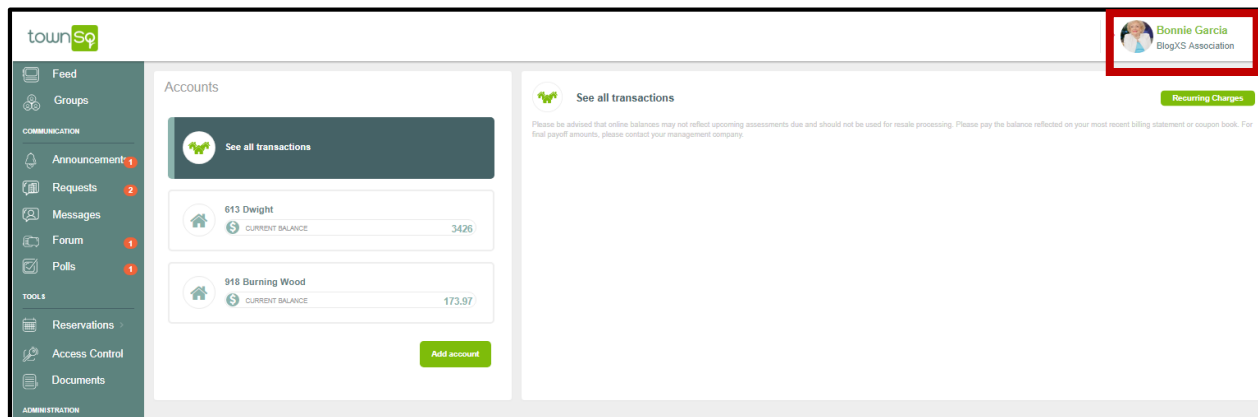 townSq
Bonnie Garcia
BlogXS Association
Feed
Groups
COMMUNICATION
Announcements
1
Requests
2
Messages
Forum
1
Polls
1
TOOLS
Reservations >
Access Control
Documents
ADMINISTRATION
Accounts
See all transactions
613 Dwight
$ CURRENT BALANCE 3426
918 Burning Wood
$ CURRENT BALANCE 173.97
Add account
See all transactions
Recurring Charges
Please be advised that online balances may not reflect upcoming assessments due and should not be used for resale processing. Please pay the balance reflected on your most recent billing statement or coupon book. For
final payoff amounts, please contact your management company.